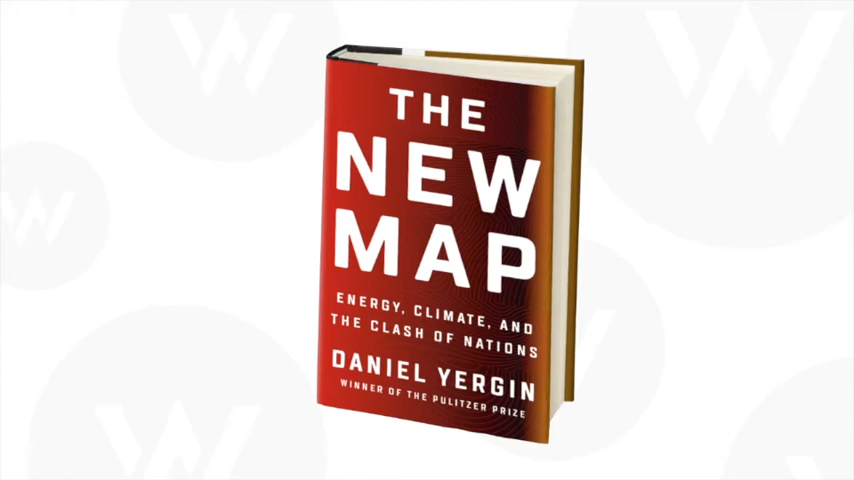 THE
NEW
MAP
ENERGY, CLIMATE, AND
THE CLASH OF NATIONS
DANIEL YERGIN
WINNER OF THE PULITZER PRIZE